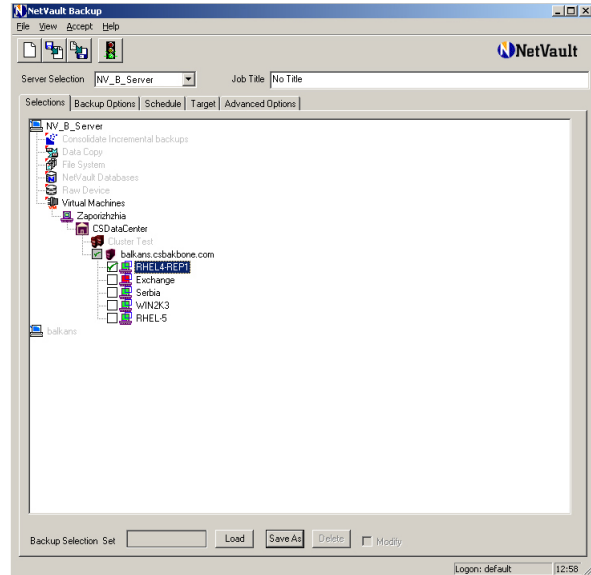 NetVault Backup
File View Accept Help
NetVault
Server Selection NV_B_Server Job Title No Title
Selections Backup Options Schedule Target Advanced Options
NV_B_Server
Consolidate Incremental backups
Data Copy
File System
NetVault Databases
Raw Device
Virtual Machines
Zaporizhzhia
CSDataCenter
Cluster Test
balkans.csbakbone.com
RHEL4-REP1
Exchange
Serbia
WIN2K3
RHEL-5
balkans
Backup Selection Set Load Save As Delete Modify
Logon: default 12:58